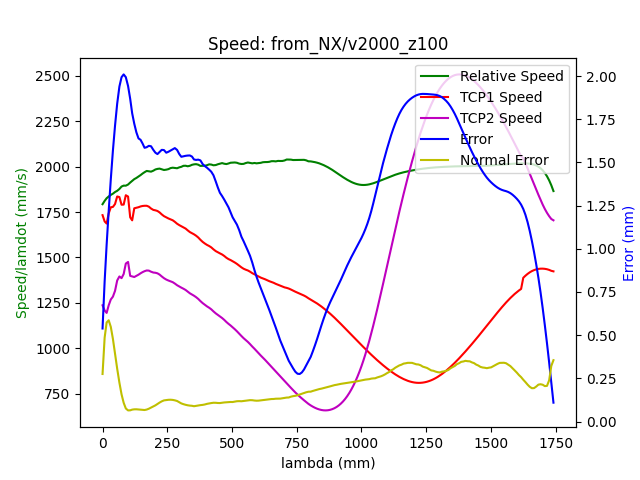 Speed: from_NX/v2000_z100
2500
2250
2000
1750
1500
1250
1000
750
Speed/lamdot (mm/s)
2.00
1.75
1.50
1.25
1.00
0.75
0.50
0.25
0.00
Error (mm)
Relative Speed
TCP1 Speed
TCP2 Speed
Error
Normal Error
0 250 500 750 1000 1250 1500 1750
lambda (mm)